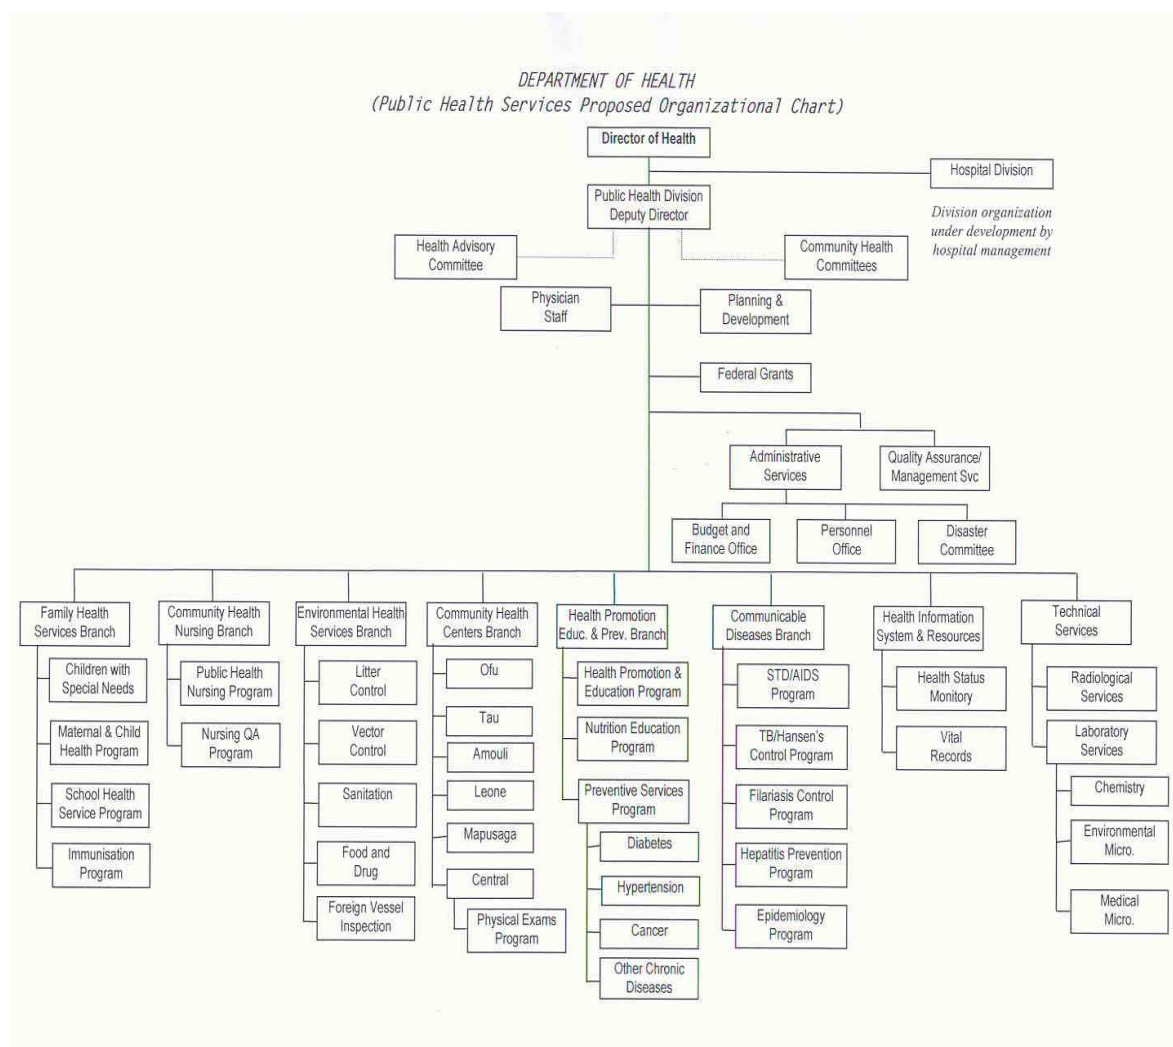 DEPARTMENT OF HEALTH
(Public Health Services Proposed Organizational Chart)
Director of Health
Hospital Division
Public Health Division
Deputy Director
Division organization
under development by
hospital management
Health Advisory
Committee
Community Health
Committees
Physician
Staff
Planning &
Development
Federal Grants
Administrative
Services
Quality Assurance/
Management Svc
Budget and
Finance Office
Personnel
Office
Disaster
Committee
Family Health
Services Branch
Children with
Special Needs
Maternal & Child
Health Program
School Health
Service Program
Immunisation
Program
Community Health
Nursing Branch
Public Health
Nursing Program
Nursing QA
Program
Environmental Health
Services Branch
Litter
Control
Vector
Control
Sanitation
Food and
Drug
Foreign Vessel
Inspection
Community Health
Centers Branch
Ofu
Tau
Amouli
Leone
Mapusaga
Central
Physical Exams
Program
Health Promotion
Educ. & Prev. Branch
Health Promotion &
Education Program
Nutrition Education
Program
Preventive Services
Program
Diabetes
Hypertension
Cancer
Other Chronic
Diseases
Communicable
Diseases Branch
STD/AIDS
Program
TB/Hansen's
Control Program
Filariasis Control
Program
Hepatitis Prevention
Program
Epidemiology
Program
Health Information
System & Resources
Health Status
Monitory
Vital
Records
Technical
Services
Radiological
Services
Laboratory
Services
Chemistry
Environmental
Micro.
Medical
Micro.